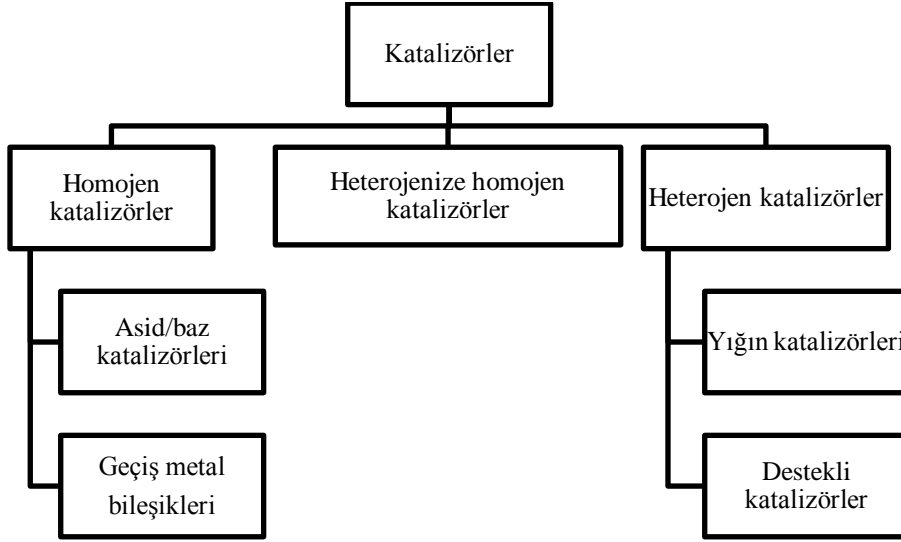 Katalizörler
Homojen
katalizörler
Heterojenize homojen
katalizörler
Heterojen katalizörler
Asid/baz
katalizörleri
Geçiş metal
bileşikleri
Yığın katalizörleri
Destekli
katalizörler